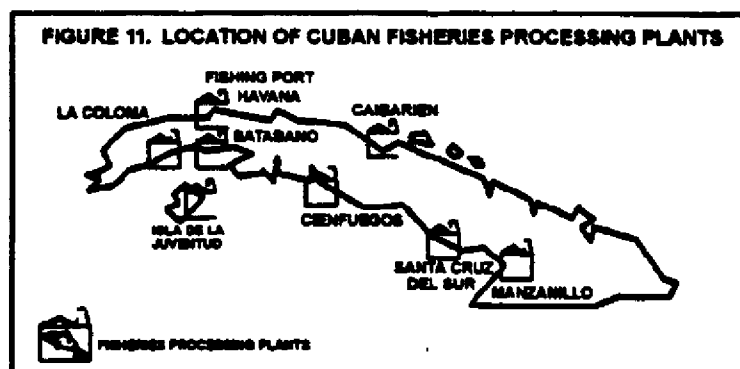 FIGURE 11. LOCATION OF CUBAN FISHERIES PROCESSING PLANTS
FISHING PORT
HAVANA
LA COLOMA
CAIBARIEN
BATABANO
CIENFUEGOS
ISLA DE LA
JUVENTUD
SANTA CRUZ
DEL SUR
MANZANILLO
FISHERIES PROCESSING PLANTS